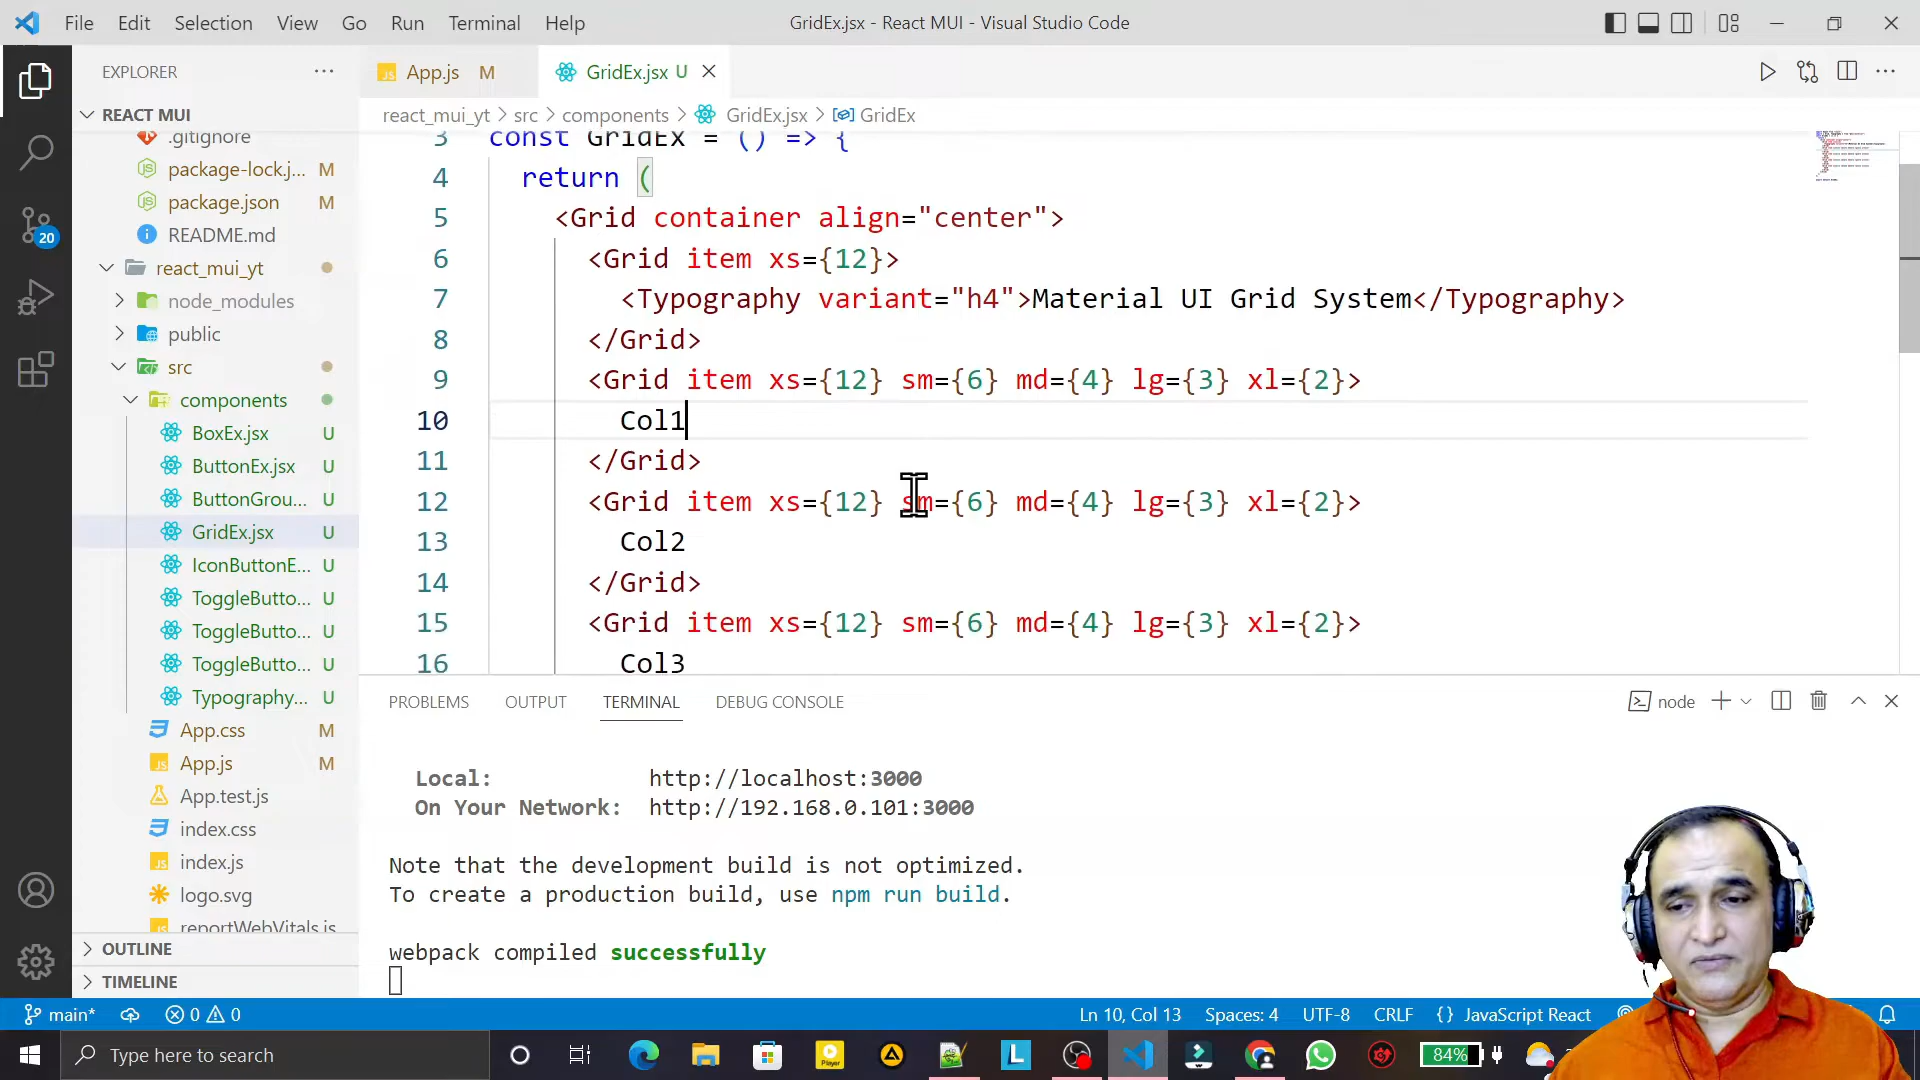 File Edit Selection View Go Run Terminal Help
GridEx.jsx - React MUI - Visual Studio Code
EXPLORER
App.js M
GridEx.jsx U
REACT MUI
react_mui_yt > src > components > GridEx.jsx > GridEx
.gitignore
package-lock.j... M
package.json M
README.md
react_mui_yt
node_modules
public
src
components
BoxEx.jsx U
ButtonEx.jsx U
ButtonGrou... U
GridEx.jsx U
IconButtonE... U
ToggleButto... U
ToggleButto... U
ToggleButto... U
Typography... U
App.css M
App.js M
App.test.js
index.css
index.js
logo.svg
reportWebVitals.js
OUTLINE
TIMELINE
3 const GridEx = () => {
4 return (
5 <Grid container align="center">
6 <Grid item xs={12}>
7 <Typography variant="h4">Material UI Grid System</Typography>
8 </Grid>
9 <Grid item xs={12} sm={6} md={4} lg={3} xl={2}>
10 Col1
11 </Grid>
12 <Grid item xs={12} sm={6} md={4} lg={3} xl={2}>
13 Col2
14 </Grid>
15 <Grid item xs={12} sm={6} md={4} lg={3} xl={2}>
16 Col3
PROBLEMS OUTPUT TERMINAL DEBUG CONSOLE
node
Local: http://localhost:3000
On Your Network: http://192.168.0.101:3000
Note that the development build is not optimized.
To create a production build, use npm run build.
webpack compiled successfully
20
main* 0 0
Ln 10, Col 13 Spaces: 4 UTF-8 CRLF {} JavaScript React
Type here to search
Player
L
84%